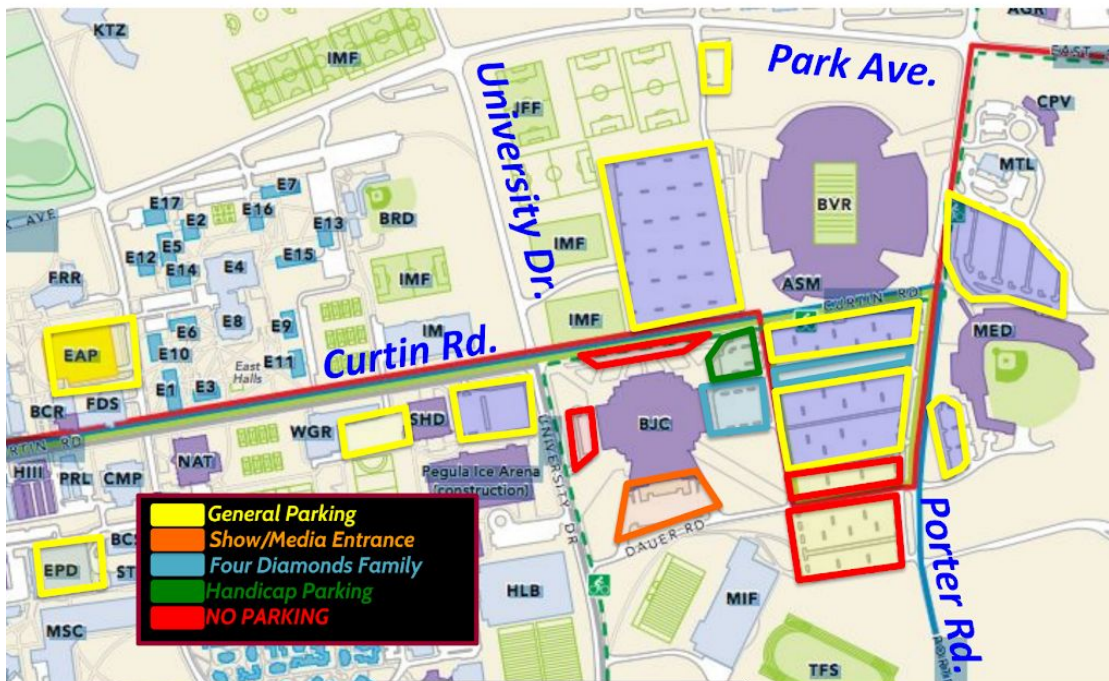 KTZ
IMF
AGR
EAST
Park Ave.
University Dr.
JFF
CPV
MTL
E7
E17
E2
E16
E13
BRD
AVE
BVR
E5
E12
E14
E15
E4
IMF
FRR
IMF
ASM
CURTIN RD
E6
E8
E9
IM
IMF
MED
EAP
E10
E11
Curtin Rd.
East
Halls
E1
E3
FDS
BCR
WGR
SHD
BJC
NAT
HIII
PRL
CMP
Pegula Ice Arena
(construction)
UNIVERSITY DR
DAUER RD
Porter Rd.
General Parking
Show/Media Entrance
Four Diamonds Family
Handicap Parking
NO PARKING
EPD
ST
HLB
MIF
MSC
TFS